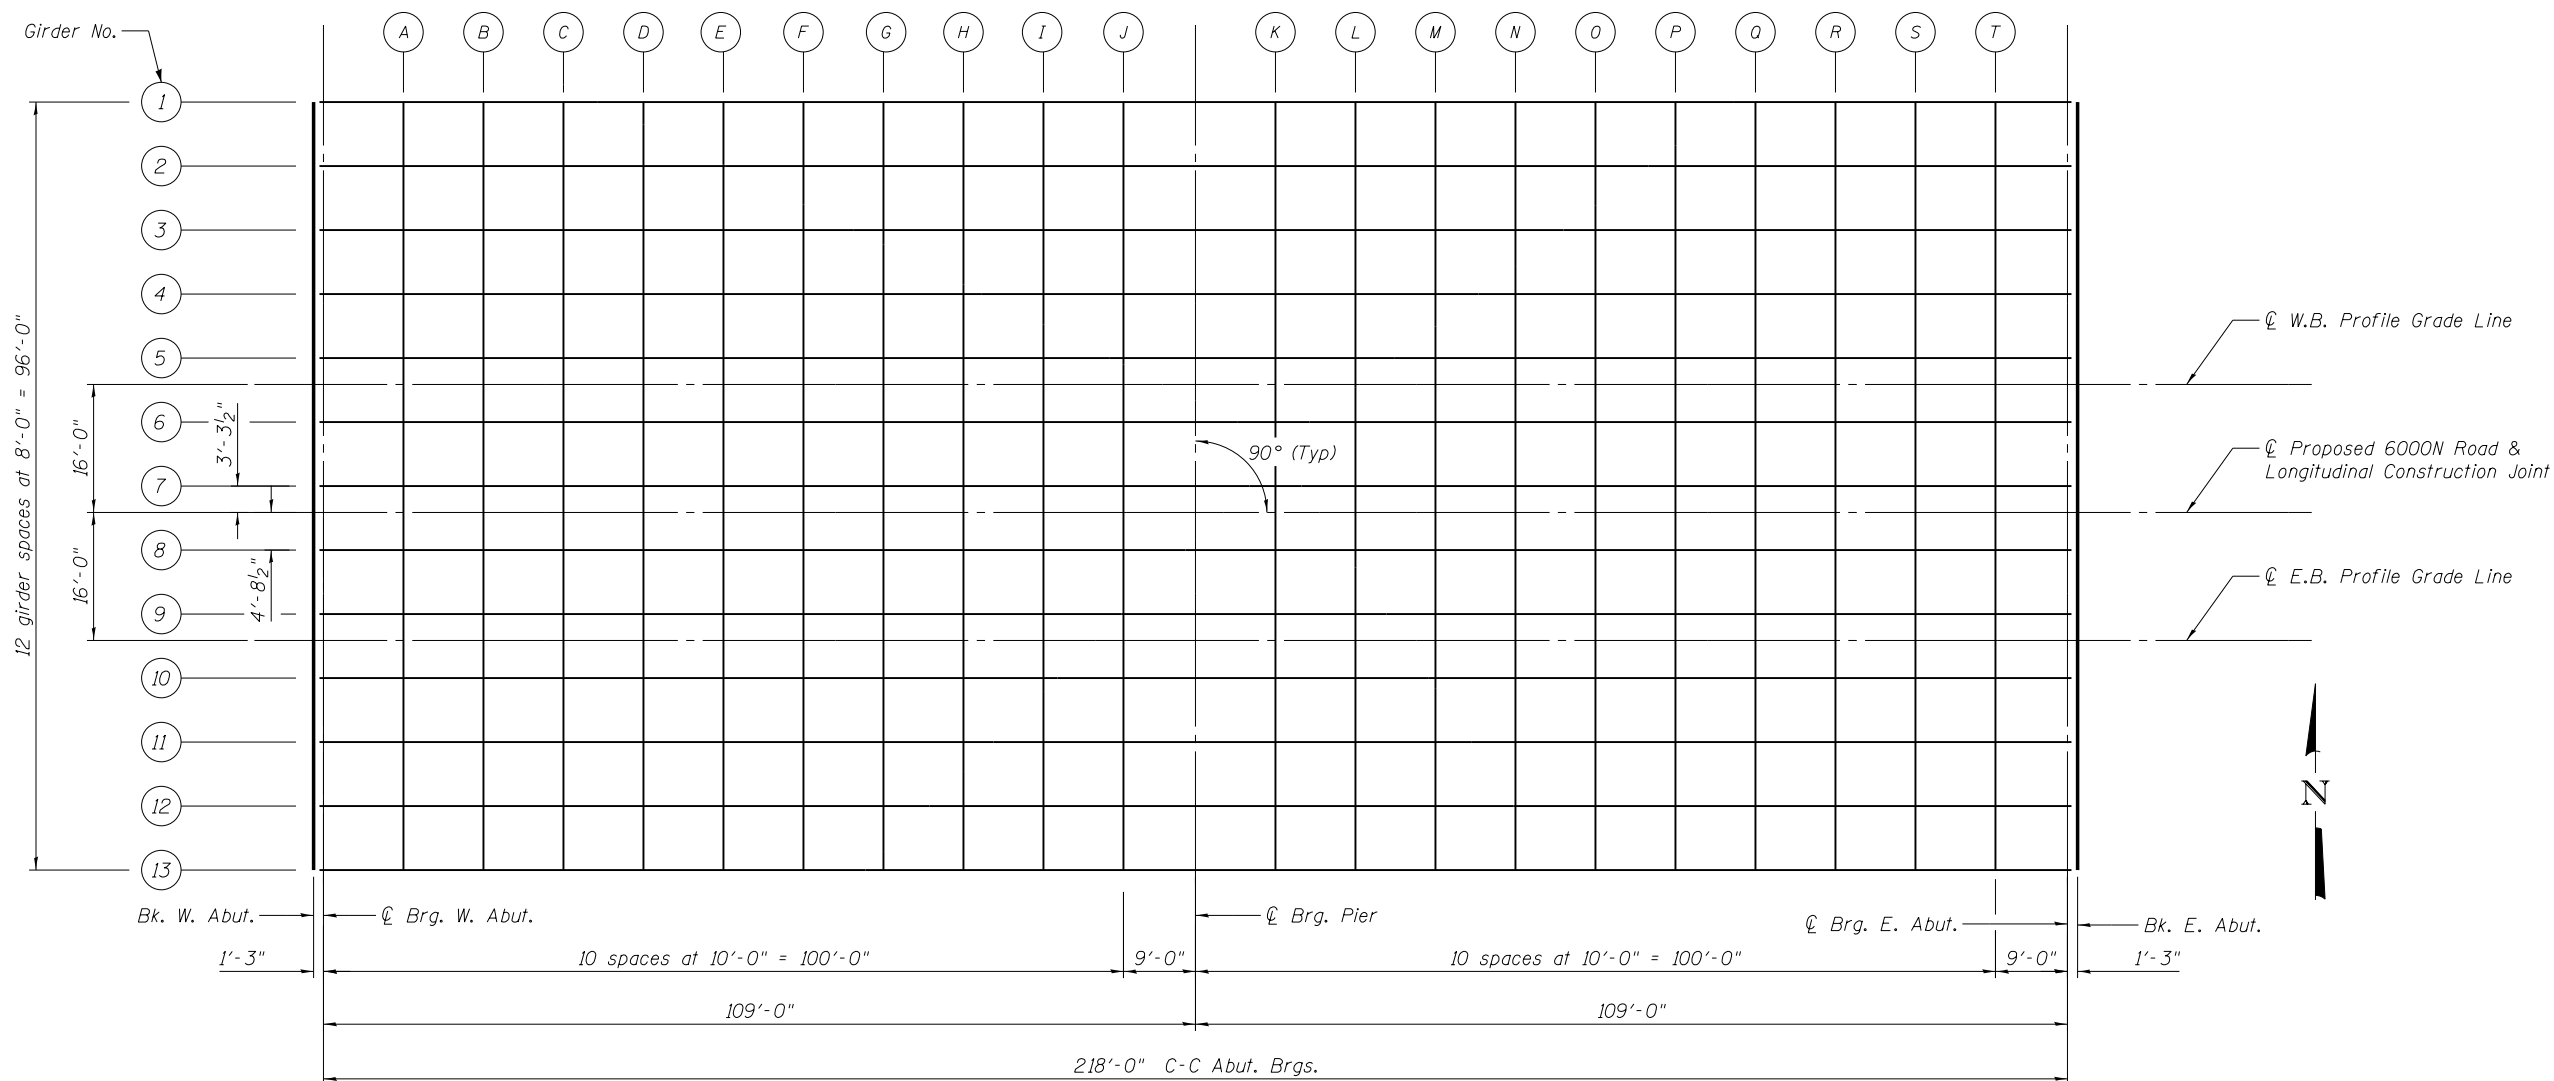 Girder No.
A B C D E F G H I J K L M N O P Q R S T
1
2
3
4
5
6
7
8
9
10
11
12
13
12 girder spaces at 8'-0" = 96'-0"
16'-0"
16'-0"
3'-3½"
4'-8½"
90° (Typ)
℄ W.B. Profile Grade Line
℄ Proposed 6000N Road &
Longitudinal Construction Joint
℄ E.B. Profile Grade Line
N
Bk. W. Abut.
℄ Brg. W. Abut.
℄ Brg. Pier
℄ Brg. E. Abut.
Bk. E. Abut.
1'-3"
10 spaces at 10'-0" = 100'-0"
9'-0"
10 spaces at 10'-0" = 100'-0"
9'-0"
1'-3"
109'-0"
109'-0"
218'-0" C-C Abut. Brgs.